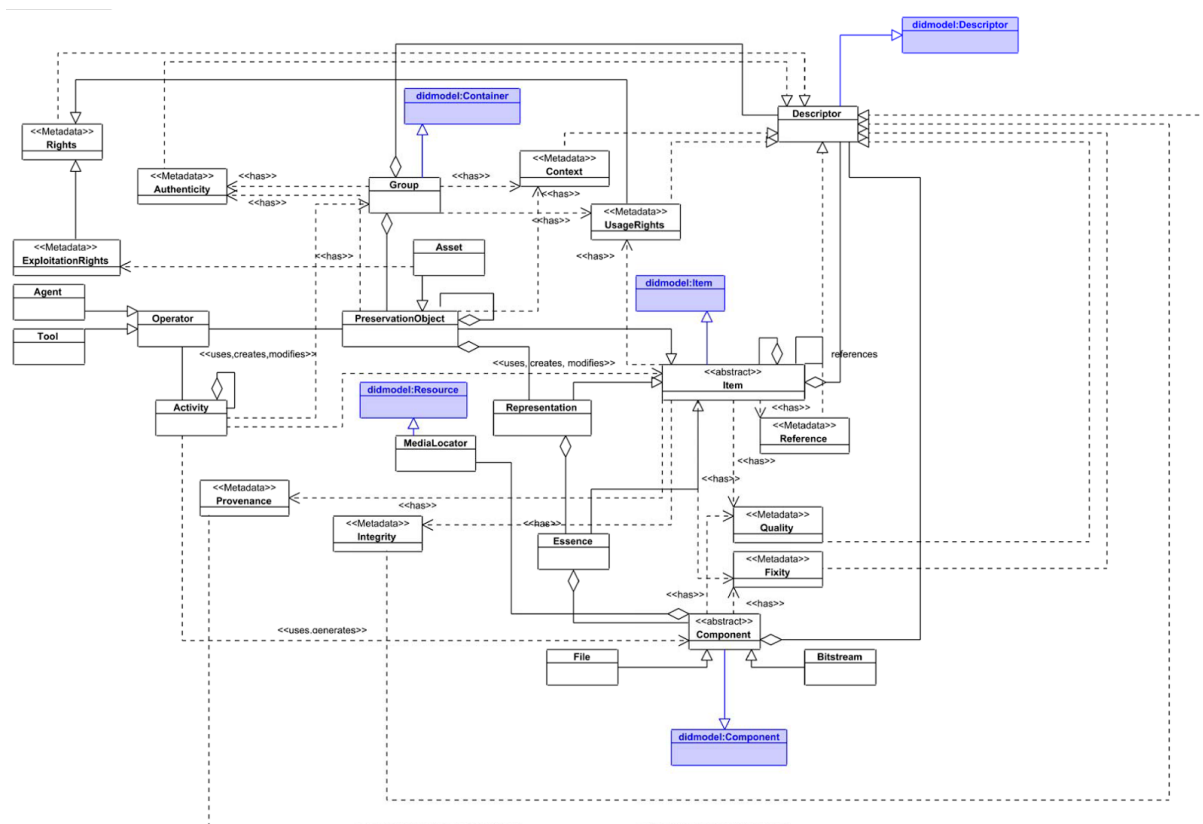 didmodel:Descriptor
didmodel:Container
Descriptor
<<Metadata>>
Rights
<<Metadata>>
Context
<<Metadata>>
Authenticity
<<has>>
<<has>>
Group
<<has>>
<<has>>
<<Metadata>>
UsageRights
<<has>>
<<Metadata>>
ExploitationRights
Asset
<<has>>
<<has>>
didmodel:Item
Agent
Operator
PreservationObject
Tool
<<uses,creates,modifies>>
<<uses, creates, modifies>>
references
<<abstract>>
Item
didmodel:Resource
Activity
Representation
<<has>>
<<Metadata>>
Reference
MediaLocator
<<has>>
<<has>>
<<Metadata>>
Provenance
<<has>>
<<Metadata>>
Integrity
<<has>>
<<Metadata>>
Quality
Essence
<<Metadata>>
Fixity
<<has>>
<<has>>
<<uses.generates>>
<<abstract>>
Component
File
Bitstream
didmodel:Component